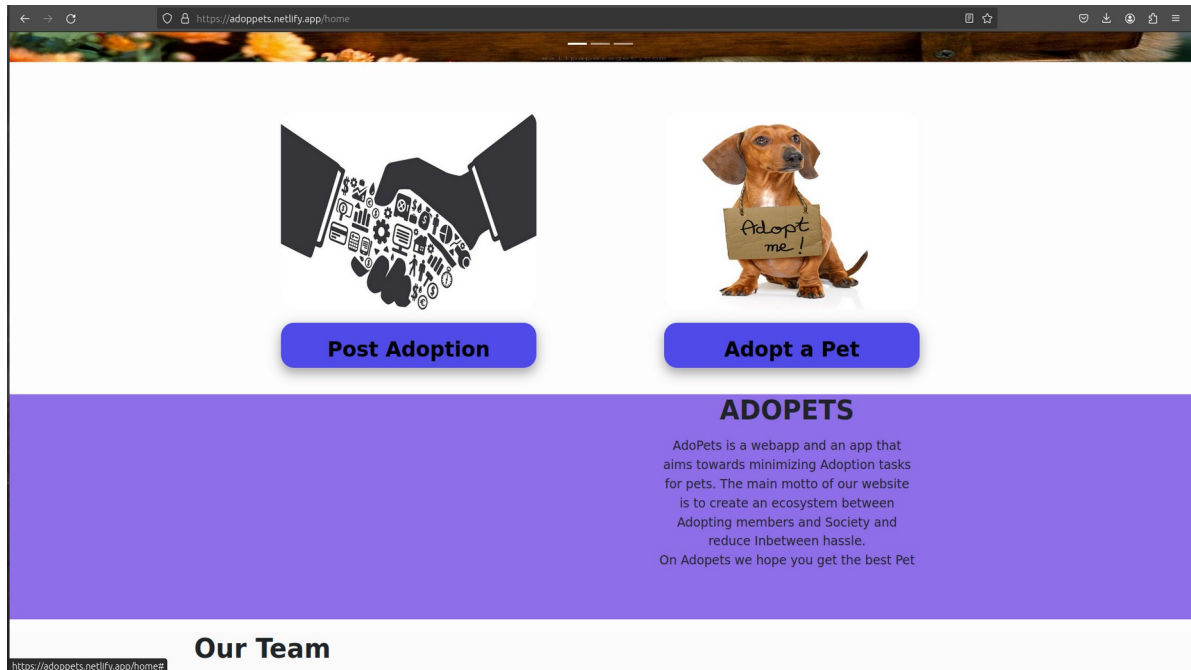 https://adoppets.netlify.app/home
Adopt
me !
Post Adoption
Adopt a Pet
ADOPETS
AdoPets is a webapp and an app that
aims towards minimizing Adoption tasks
for pets. The main motto of our website
is to create an ecosystem between
Adopting members and Society and
reduce Inbetween hassle.
On Adopets we hope you get the best Pet
Our Team
https://adoppets.netlify.app/home#